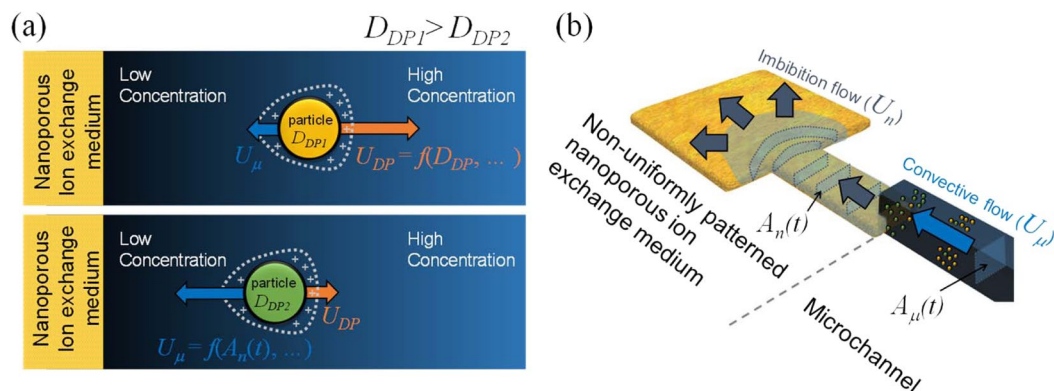 (a)
D_DP1 > D_DP2
Nanoporous
Ion exchange
medium
Low
Concentration
High
Concentration
particle
D_DP1
U_μ
U_DP = f(D_DP, ... )
Nanoporous
Ion exchange
medium
Low
Concentration
High
Concentration
particle
D_DP2
U_DP
U_μ = f(A_n(t), ...)
(b)
Imbibition flow (U_n)
Non-uniformly patterned
nanoporous ion
exchange medium
A_n(t)
Convective flow (U_μ)
A_μ(t)
Microchannel